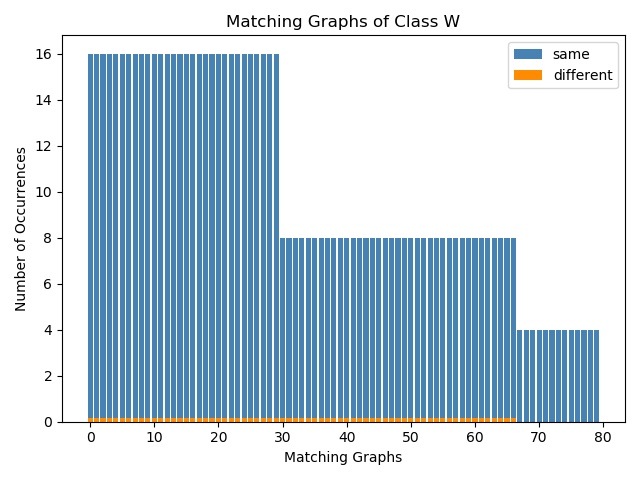 Matching Graphs of Class W
same
different
Number of Occurrences
16
14
12
10
8
6
4
2
0
0 10 20 30 40 50 60 70 80
Matching Graphs